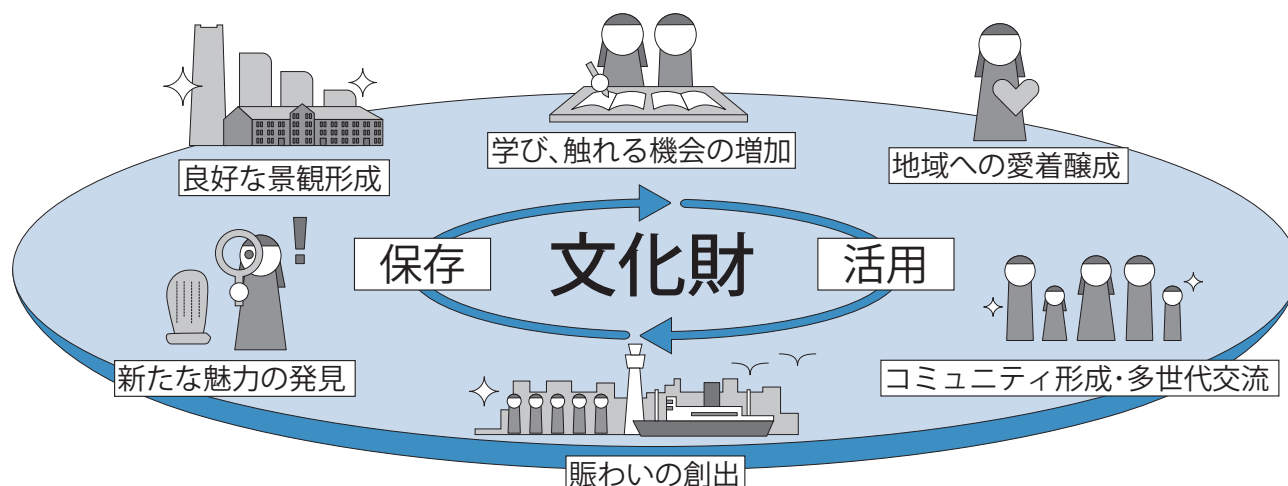 良好な景観形成
学び、触れる機会の増加
地域への愛着醸成
保存
文化財
活用
新たな魅力の発見
コミュニティ形成・多世代交流
賑わいの創出